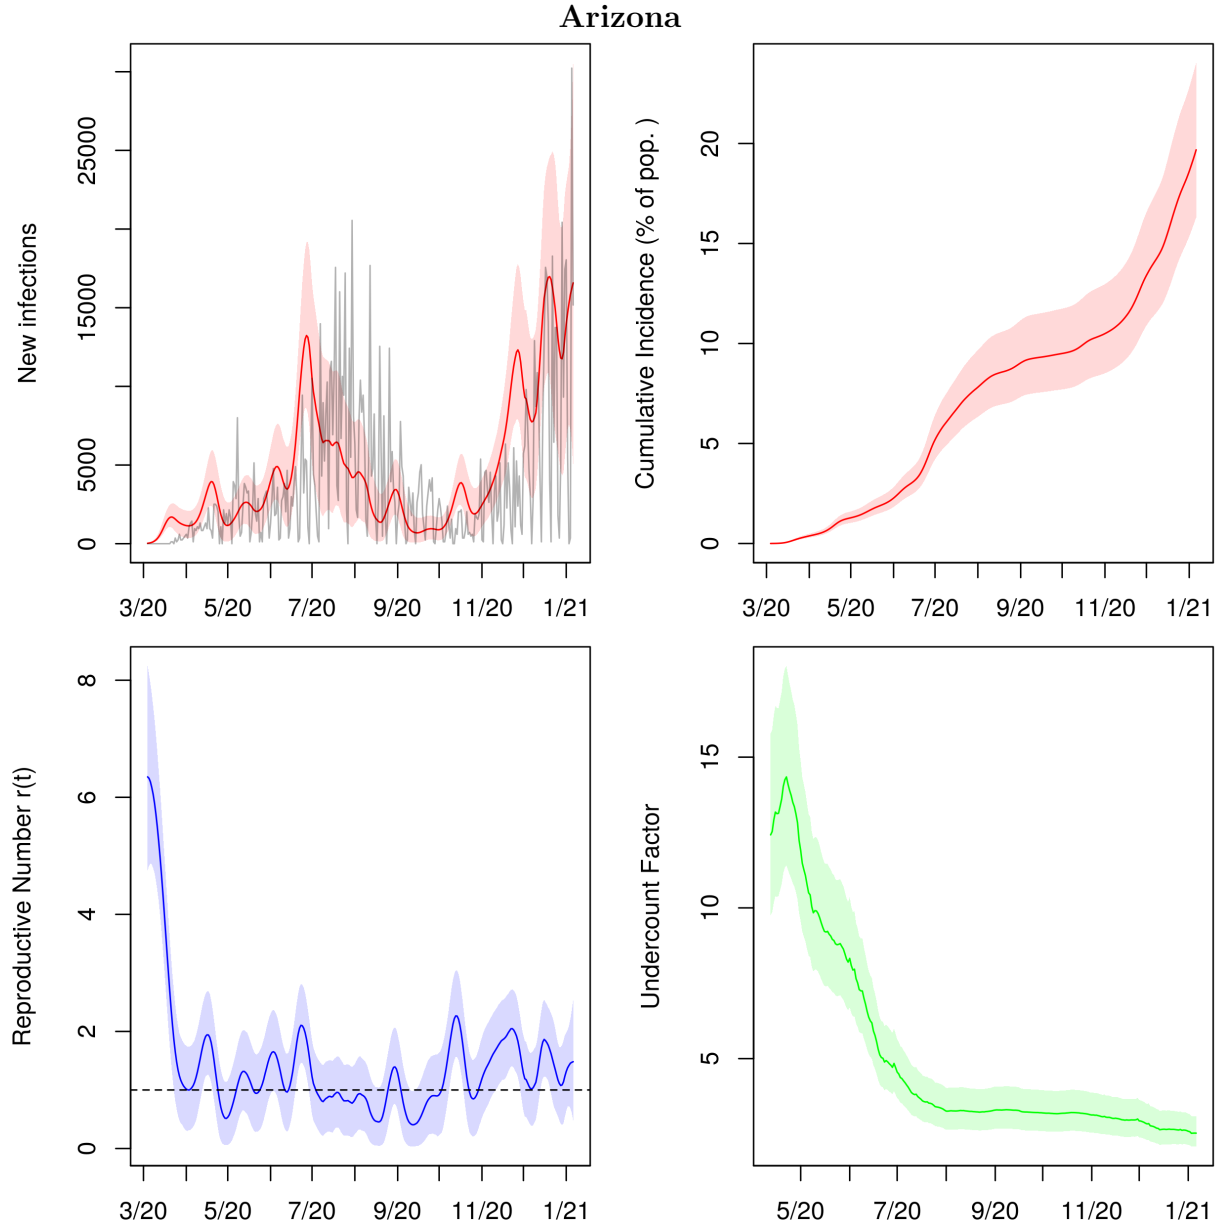 Arizona
New infections
0
5000
15000
25000
3/20 5/20 7/20 9/20 11/20 1/21
Cumulative Incidence (% of pop. )
0
5
10
15
20
3/20 5/20 7/20 9/20 11/20 1/21
Reproductive Number r(t)
0
2
4
6
8
3/20 5/20 7/20 9/20 11/20 1/21
Undercount Factor
5
10
15
5/20 7/20 9/20 11/20 1/21